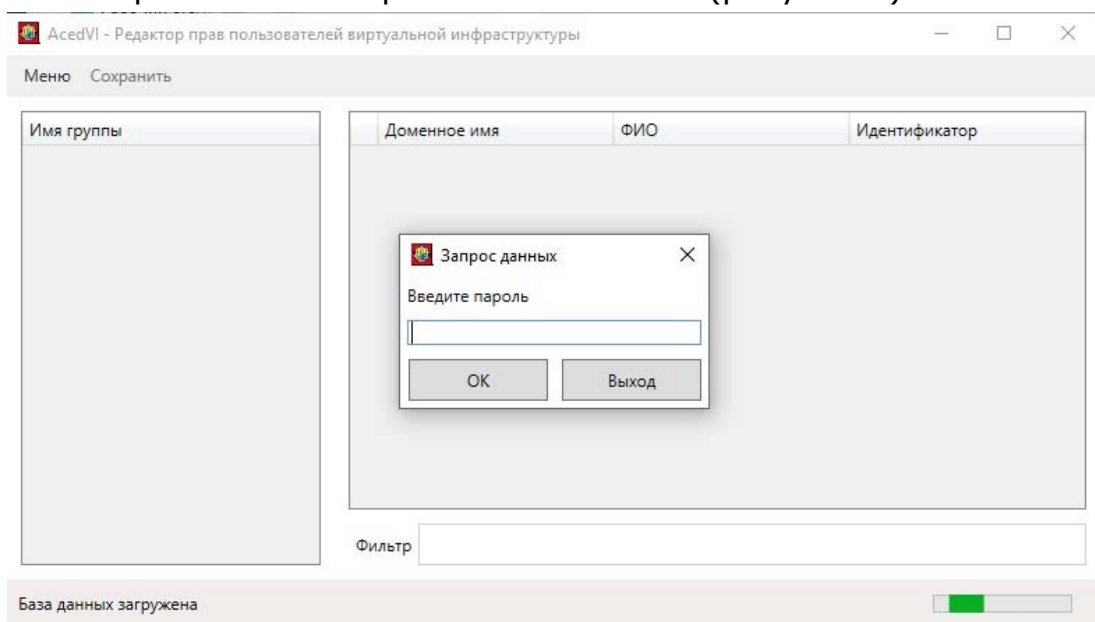 AcedVI - Редактор прав пользователей виртуальной инфраструктуры
Меню Сохранить
Имя группы
Доменное имя ФИО Идентификатор
Запрос данных
Введите пароль
ОК Выход
Фильтр
База данных загружена